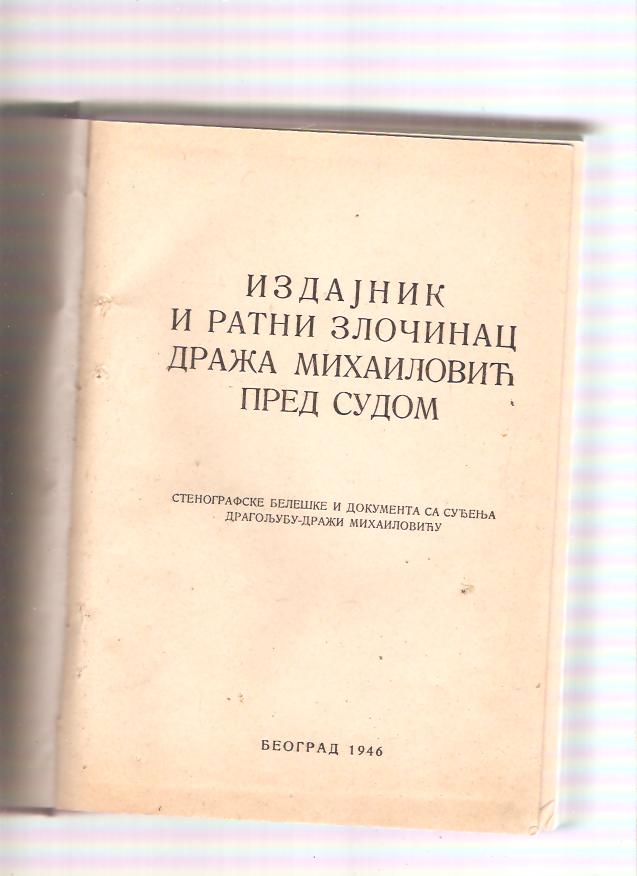 ИЗДАЈНИК
И РАТНИ ЗЛОЧИНАЦ
ДРАЖА МИХАИЛОВИЋ
ПРЕД СУДОМ
СТЕНОГРАФСКЕ БЕЛЕШКЕ И ДОКУМЕНТА СА СУЂЕЊА
ДРАГОЉУБУ-ДРАЖИ МИХАИЛОВИЋУ
БЕОГРАД 1946